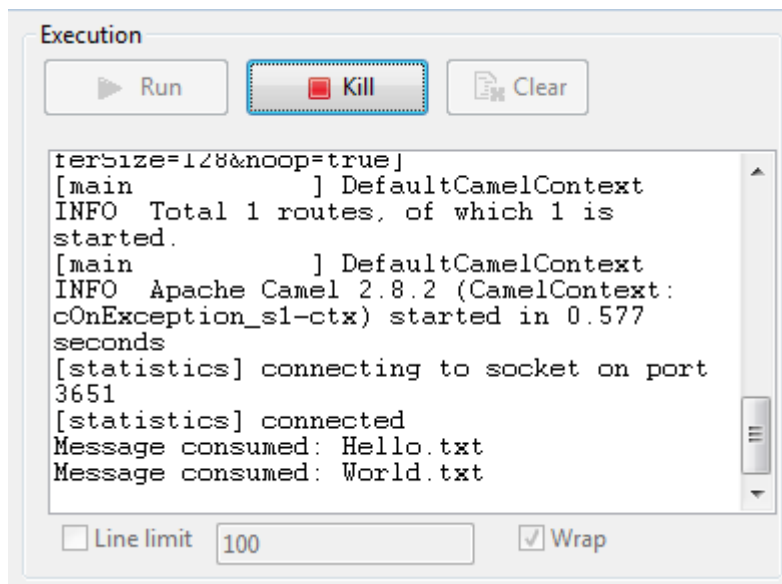 Execution
Run Kill Clear
ferSize=128&noop=true]
[main ] DefaultCamelContext
INFO Total 1 routes, of which 1 is
started.
[main ] DefaultCamelContext
INFO Apache Camel 2.8.2 (CamelContext:
cOnException_s1-ctx) started in 0.577
seconds
[statistics] connecting to socket on port
3651
[statistics] connected
Message consumed: Hello.txt
Message consumed: World.txt
Line limit 100 Wrap